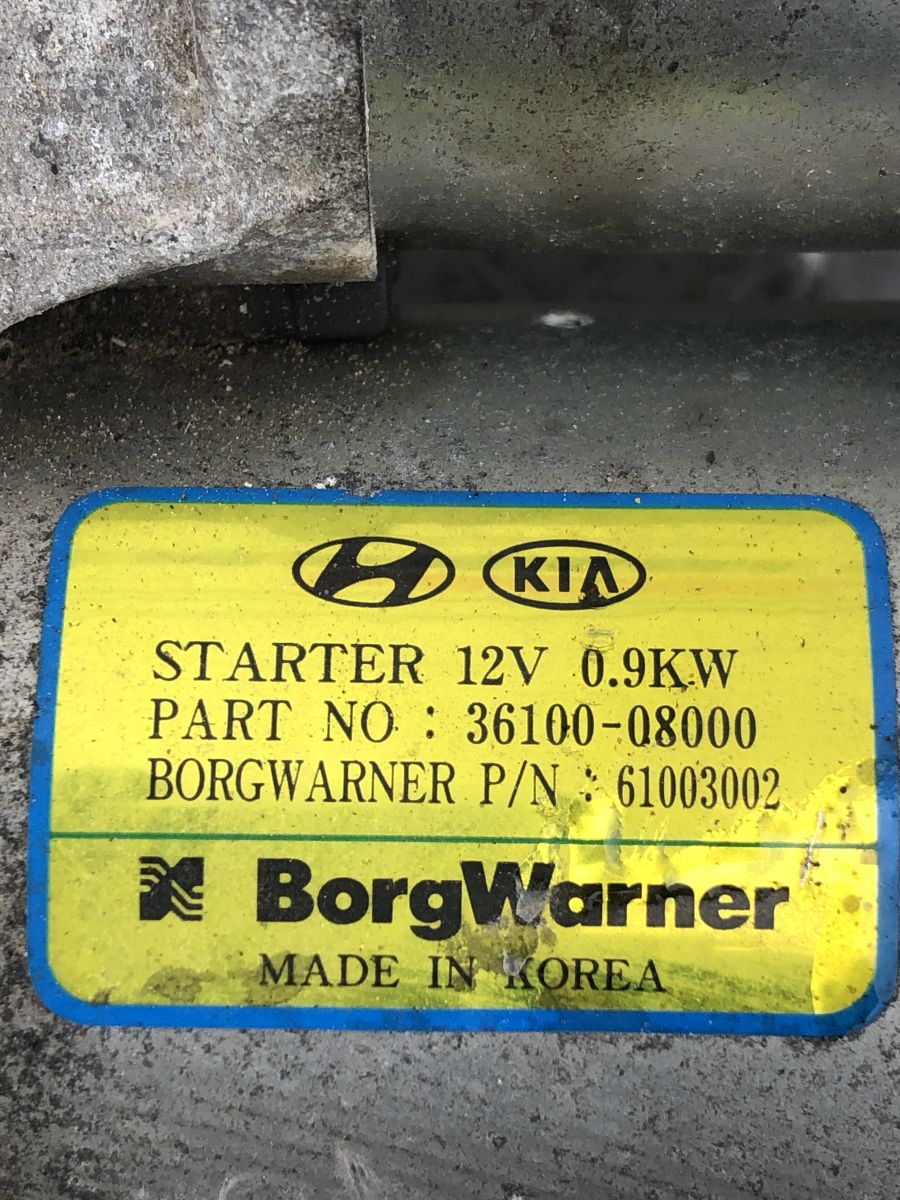 KIA
STARTER 12V 0.9KW
PART NO : 36100-08000
BORGWARNER P/N : 61003002
BorgWarner
MADE IN KOREA